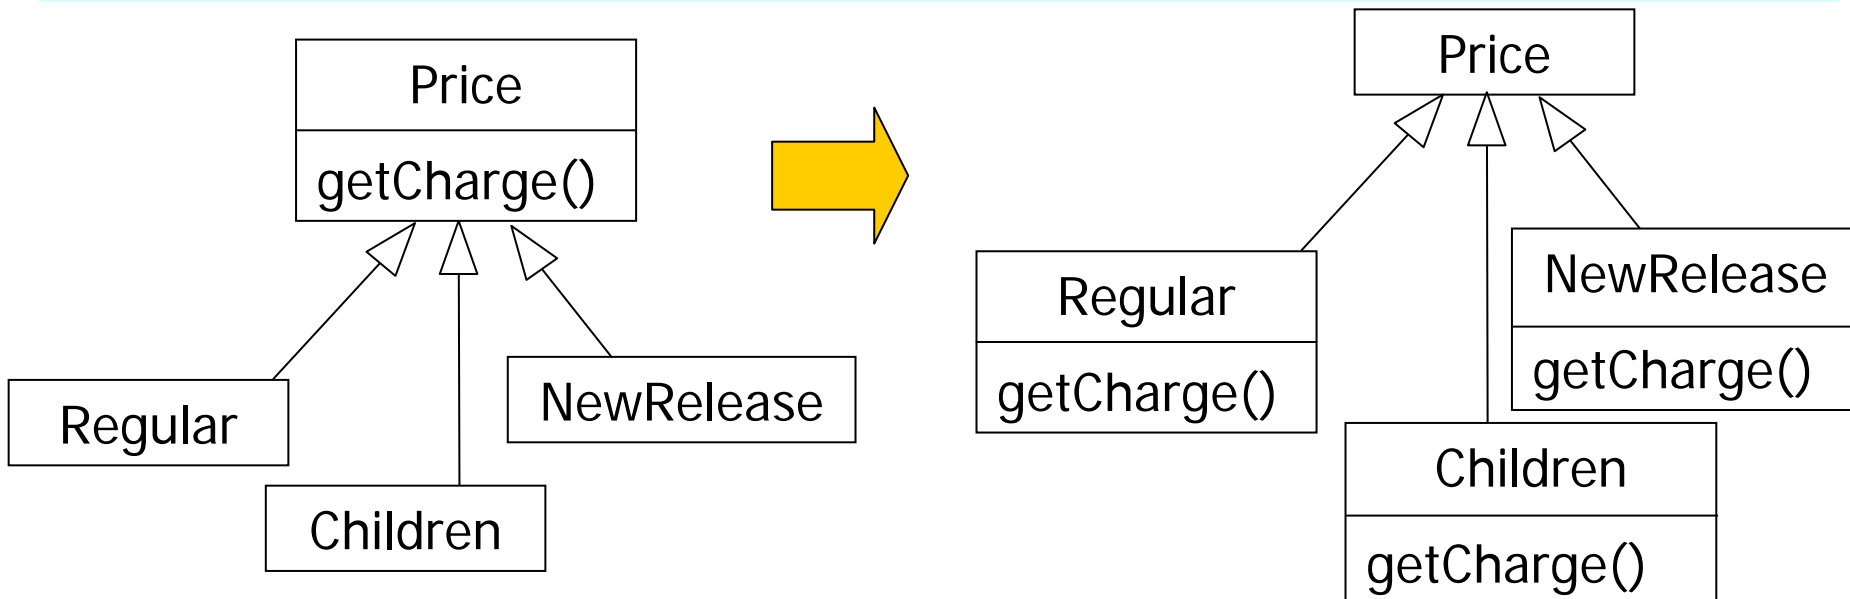 Price
getCharge()
Regular
NewRelease
Children
Price
Regular
getCharge()
NewRelease
getCharge()
Children
getCharge()